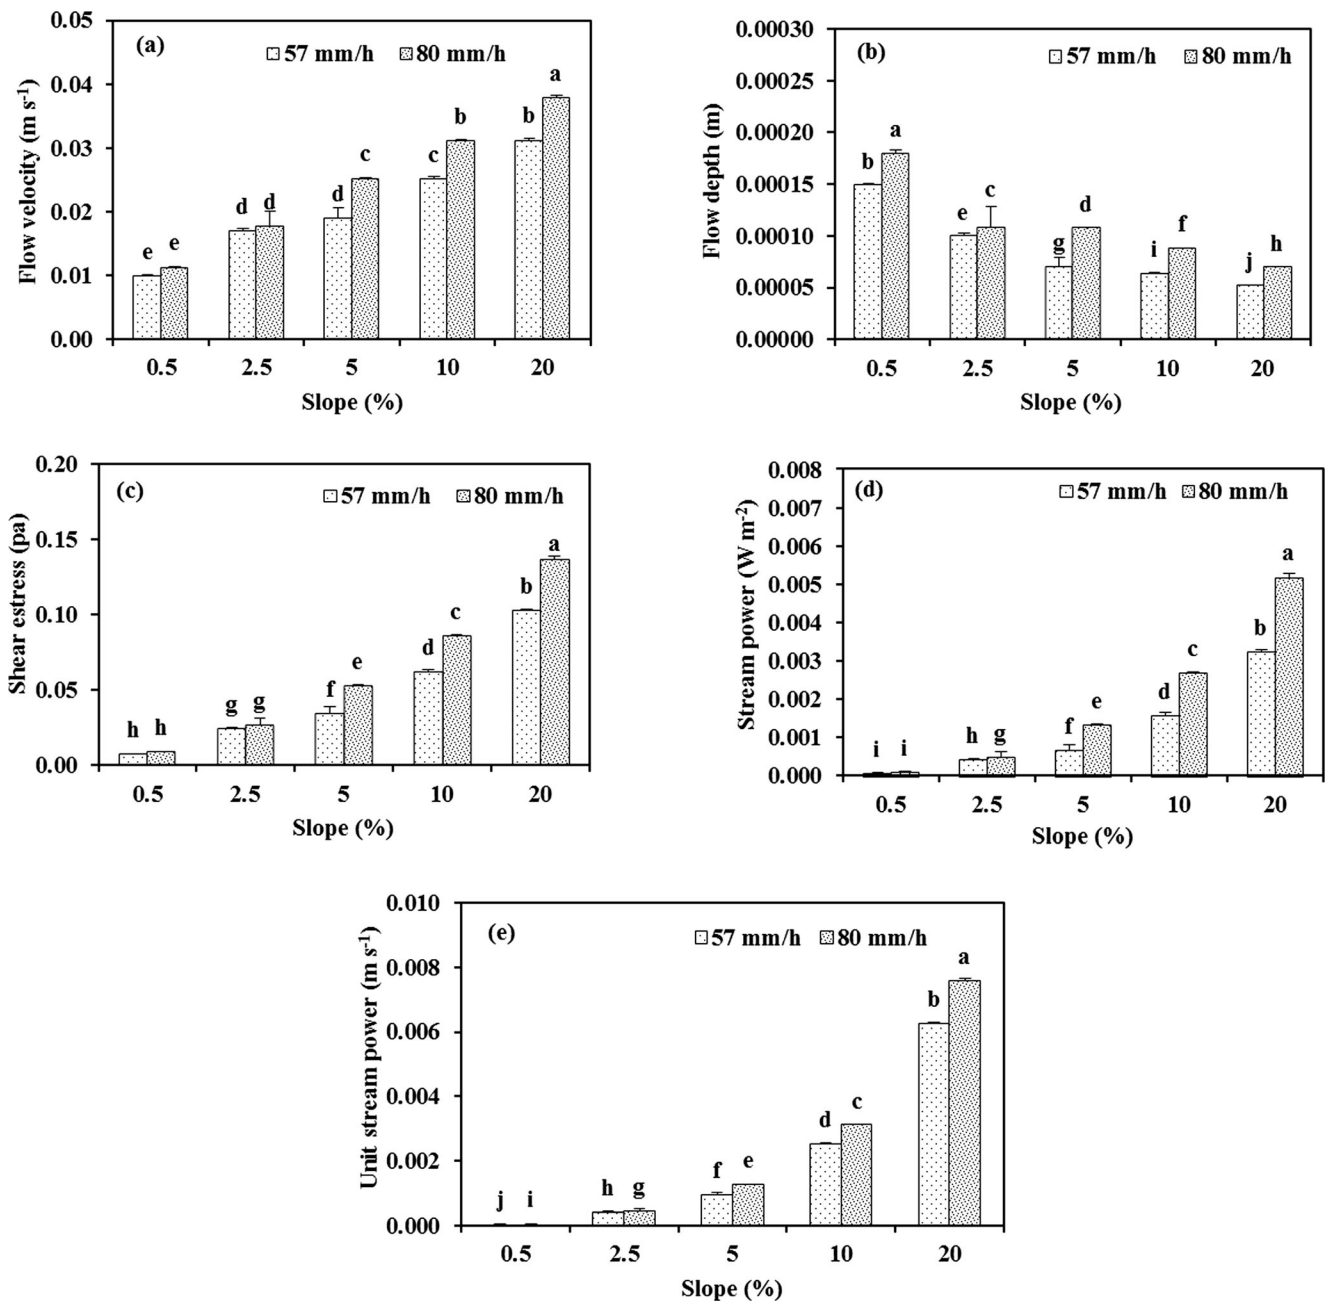 (a)
57 mm/h 80 mm/h
Flow velocity (m s-1)
0.05
0.04
0.03
0.02
0.01
0.00
e e d d d c c b b a
0.5 2.5 5 10 20
Slope (%)
(b)
57 mm/h 80 mm/h
Flow depth (m)
0.00030
0.00025
0.00020
0.00015
0.00010
0.00005
0.00000
b a e c g d i f j h
0.5 2.5 5 10 20
Slope (%)
(c)
57 mm/h 80 mm/h
Shear estress (pa)
0.20
0.15
0.10
0.05
0.00
h h g g f e d c b a
0.5 2.5 5 10 20
Slope (%)
(d)
57 mm/h 80 mm/h
Stream power (W m-2)
0.008
0.007
0.006
0.005
0.004
0.003
0.002
0.001
0.000
i i h g f e d c b a
0.5 2.5 5 10 20
Slope (%)
(e)
57 mm/h 80 mm/h
Unit stream power (m s-1)
0.010
0.008
0.006
0.004
0.002
0.000
j i h g f e d c b a
0.5 2.5 5 10 20
Slope (%)